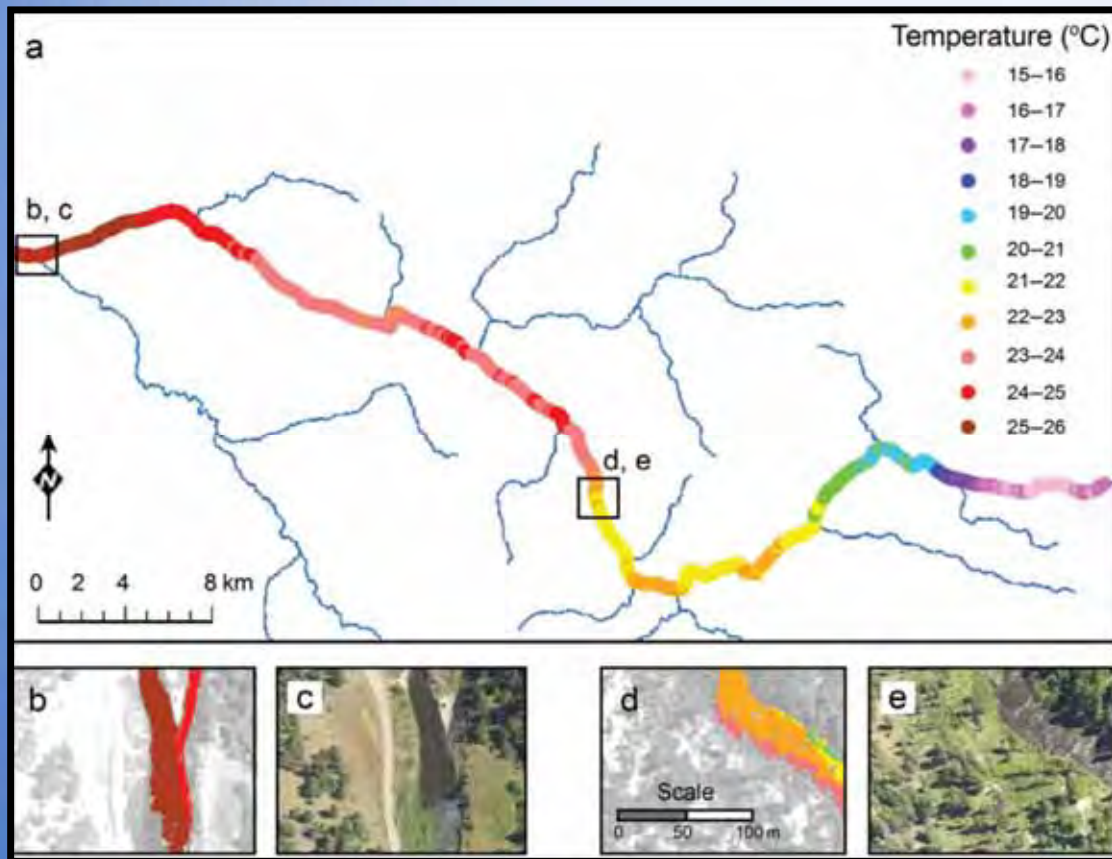 a
Temperature (°C)
15–16
16–17
17–18
18–19
19–20
20–21
21–22
22–23
23–24
24–25
25–26
b, c
d, e
N
0 4 8 km
b
c
d
Scale
0 50 100 m
e